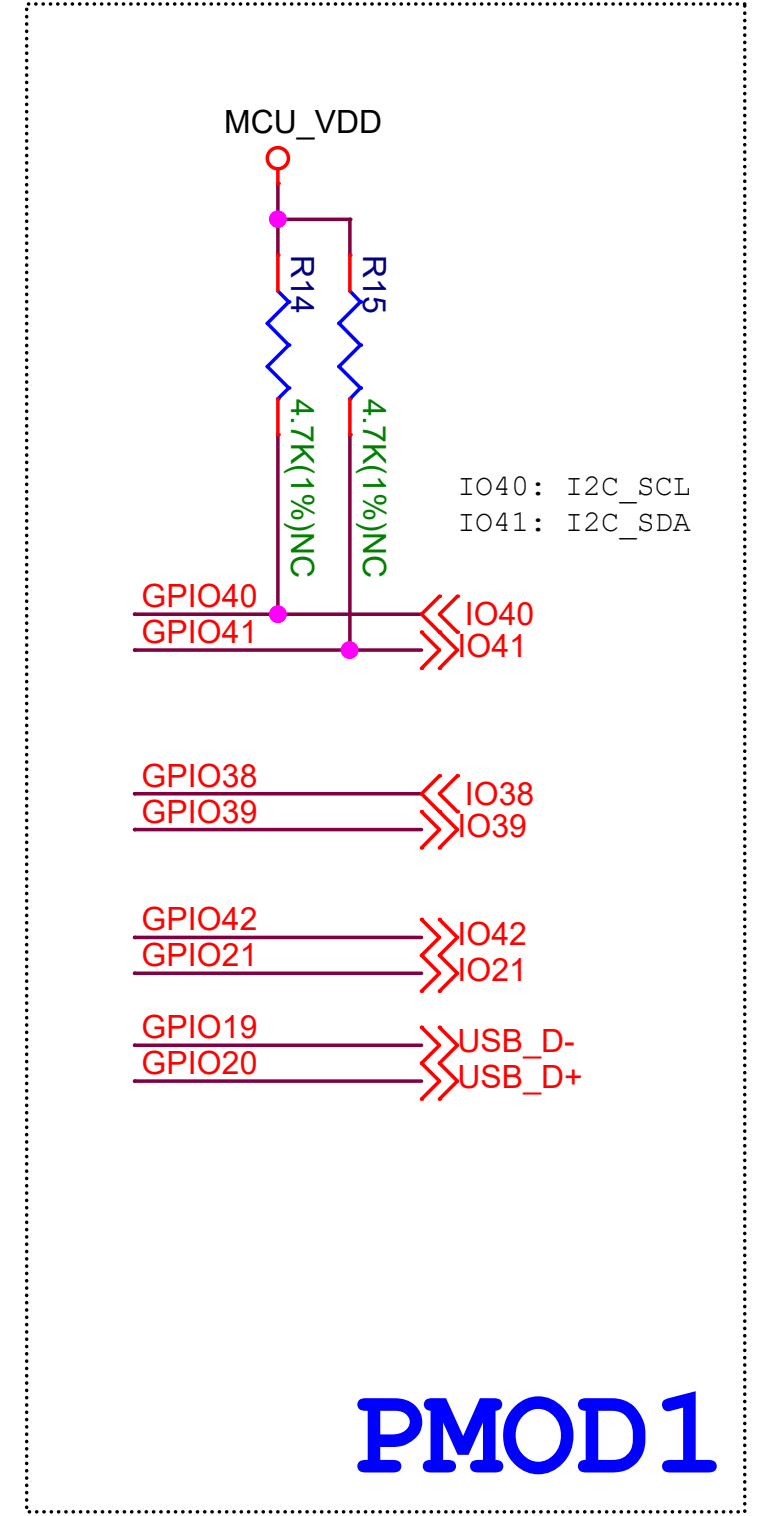 MCU_VDD
R14
R15
4.7K(1%)NC
4.7K(1%)NC
IO40: I2C_SCL
IO41: I2C_SDA
GPIO40
IO40
GPIO41
IO41
GPIO38
IO38
GPIO39
IO39
GPIO42
IO42
GPIO21
IO21
GPIO19
USB_D-
GPIO20
USB_D+
PMOD1